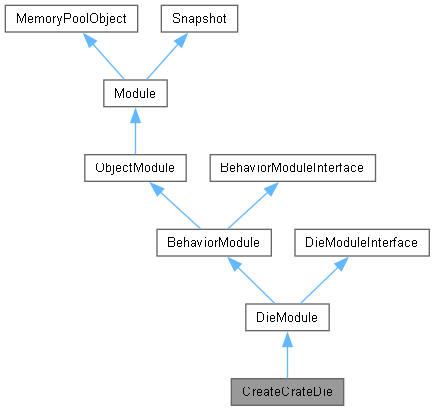 MemoryPoolObject
Snapshot
Module
ObjectModule
BehaviorModuleInterface
BehaviorModule
DieModuleInterface
DieModule
CreateCrateDie